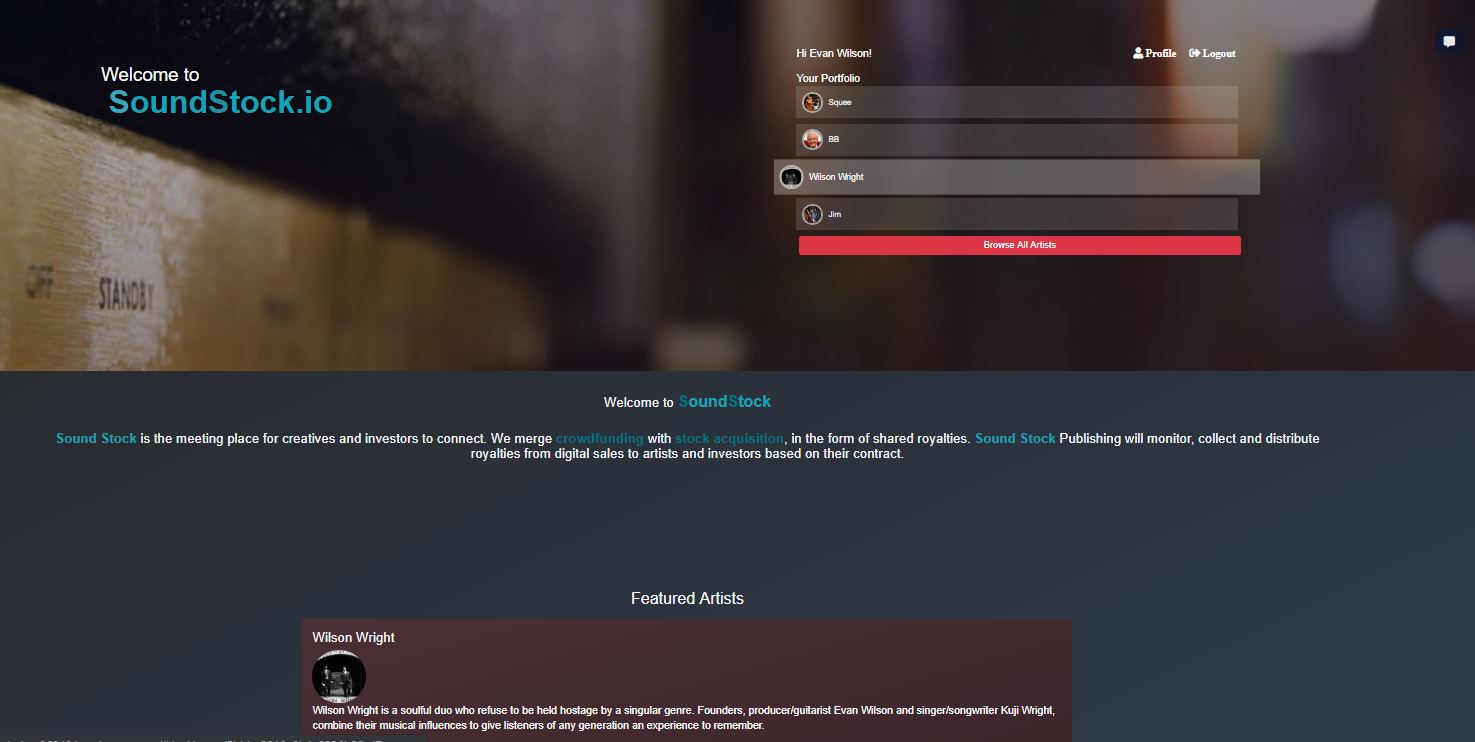 Welcome to
SoundStock.io
Hi Evan Wilson!
Profile
Logout
Your Portfolio
Squee
BB
Wilson Wright
Jim
Browse All Artists
OFF
STANDBY
Welcome to SoundStock
Sound Stock is the meeting place for creatives and investors to connect. We merge crowdfunding with stock acquisition, in the form of shared royalties. Sound Stock Publishing will monitor, collect and distribute
royalties from digital sales to artists and investors based on their contract.
Featured Artists
Wilson Wright
Wilson Wright is a soulful duo who refuse to be held hostage by a singular genre. Founders, producer/guitarist Evan Wilson and singer/songwriter Kuji Wright,
combine their musical influences to give listeners of any generation an experience to remember.